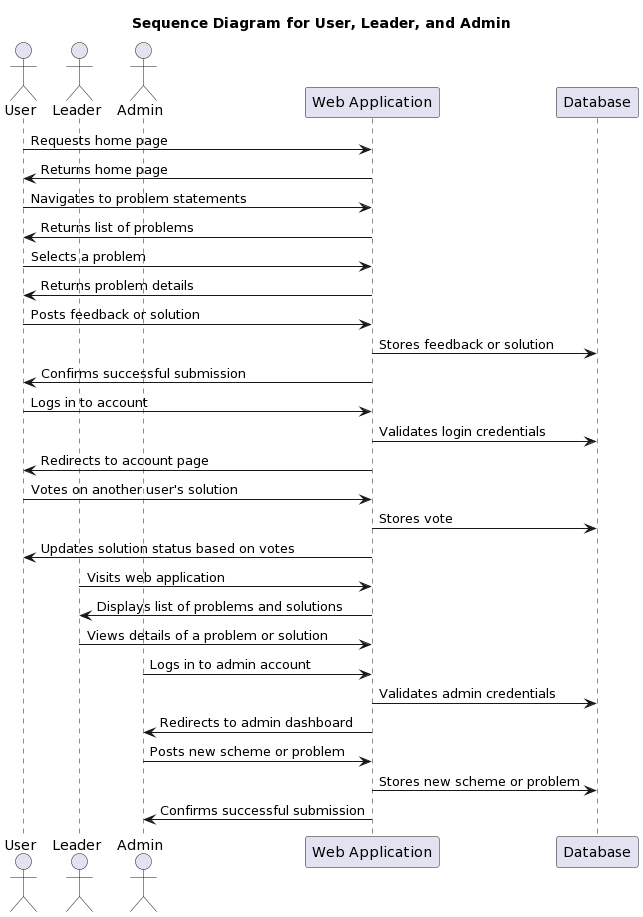 Sequence Diagram for User, Leader, and Admin
User Leader Admin Web Application Database
Requests home page
Returns home page
Navigates to problem statements
Returns list of problems
Selects a problem
Returns problem details
Posts feedback or solution
Stores feedback or solution
Confirms successful submission
Logs in to account
Validates login credentials
Redirects to account page
Votes on another user's solution
Stores vote
Updates solution status based on votes
Visits web application
Displays list of problems and solutions
Views details of a problem or solution
Logs in to admin account
Validates admin credentials
Redirects to admin dashboard
Posts new scheme or problem
Stores new scheme or problem
Confirms successful submission
User Leader Admin Web Application Database